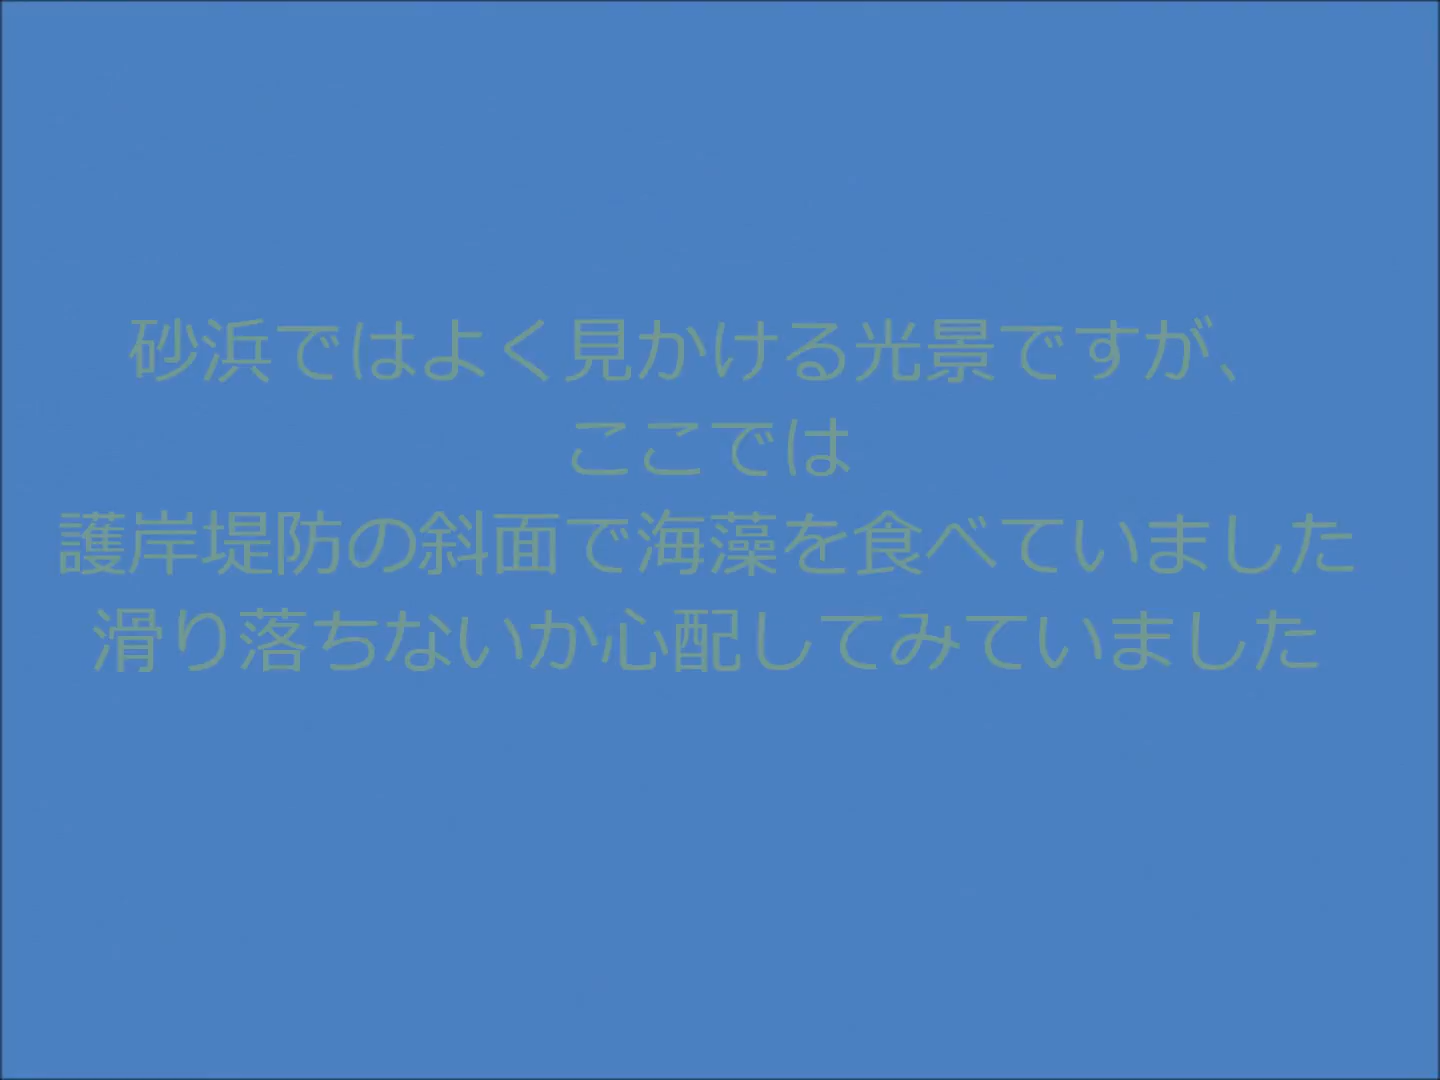 砂浜ではよく見かける光景ですが、
ここでは
護岸堤防の斜面で海藻を食べていました
滑り落ちないか心配してみていました